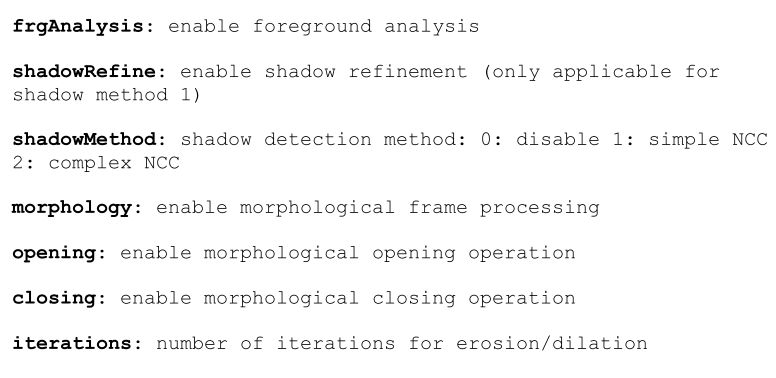 frgAnalysis: enable foreground analysis
shadowRefine: enable shadow refinement (only applicable for
shadow method 1)
shadowMethod: shadow detection method: 0: disable 1: simple NCC
2: complex NCC
morphology: enable morphological frame processing
opening: enable morphological opening operation
closing: enable morphological closing operation
iterations: number of iterations for erosion/dilation